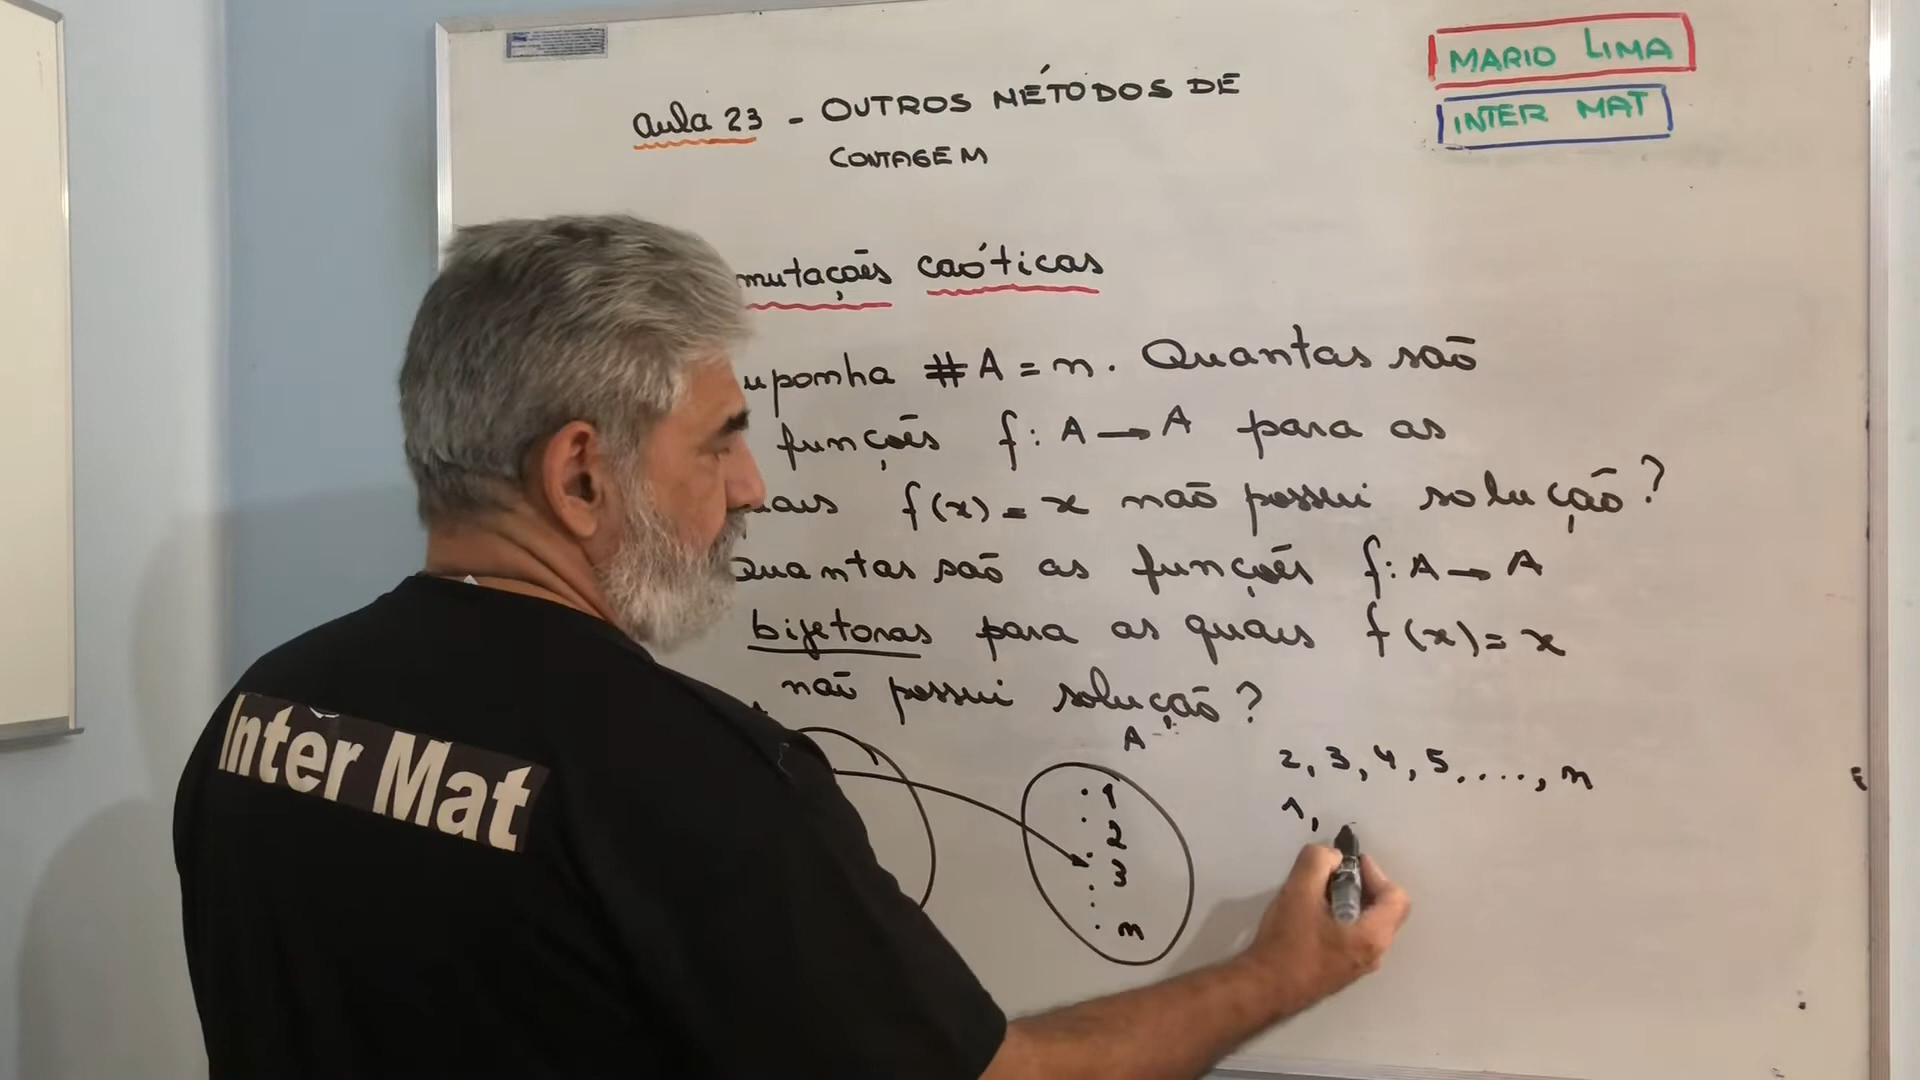 Aula 23 - OUTROS MÉTODOS DE
CONTAGEM
MARIO LIMA
INTER MAT
mutações caóticas
uponha #A = n. Quantas são
funções f: A → A para as
uais f(x) = x não possui solução?
Quantas são as funções f: A → A
bijetoras para as quais f(x) = x
não possui solução?
A
1
2
3
n
2, 3, 4, 5, ...., n
1,
Inter Mat